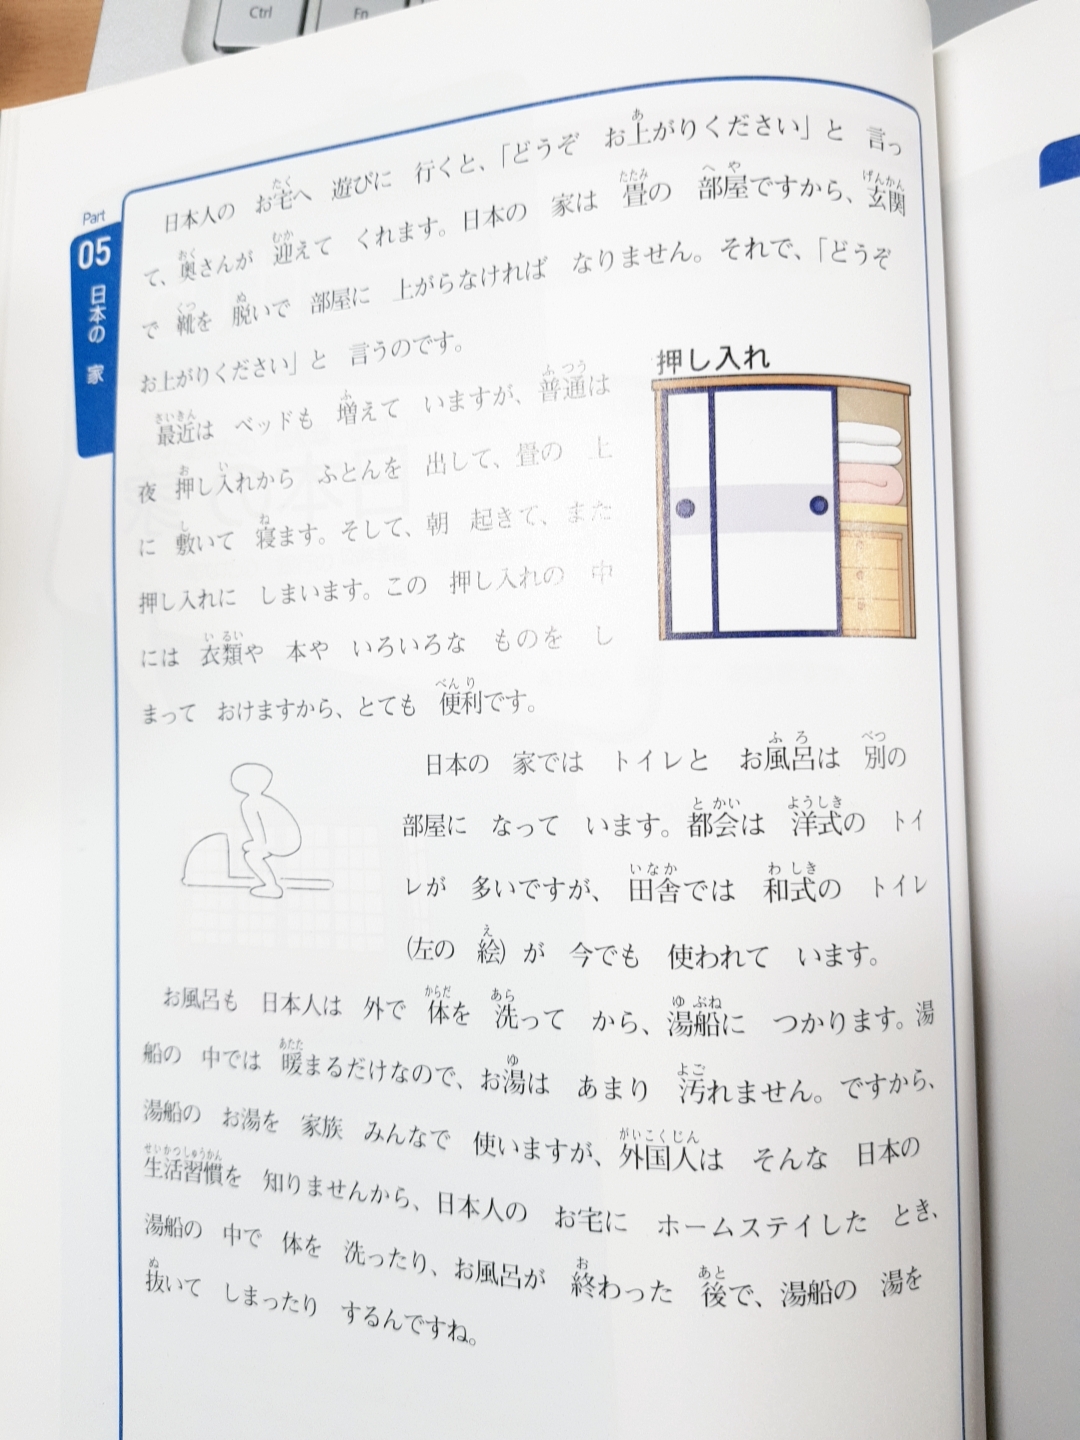 Ctrl
Fn
Part
05
日本の 家
日本人の お宅へ 遊びに 行くと、「どうぞ お上がりください」と 言っ
て、奥さんが 迎えて くれます。日本の 家は 畳の 部屋ですから、玄関
で 靴を 脱いで 部屋に 上がらなければ なりません。それで、「どうぞ
お上がりください」と 言うのです。
最近は ベッドも 増えて いますが、普通は
夜 押し入れから ふとんを 出して、畳の 上
に 敷いて 寝ます。そして、朝 起きて、また
押し入れに しまいます。この 押し入れの 中
には 衣類や 本や いろいろな ものを し
まって おけますから、とても 便利です。
押し入れ
日本の 家では トイレと お風呂は 別の
部屋に なって います。都会は 洋式の トイ
レが 多いですが、 田舎では 和式の トイレ
(左の 絵) が 今でも 使われて います。
お風呂も 日本人は 外で 体を 洗って から、湯船に つかります。湯
船の 中では 暖まるだけなので、お湯は あまり 汚れません。ですから、
湯船の お湯を 家族 みんなで 使いますが、外国人は そんな 日本の
生活習慣を 知りませんから、日本人の お宅に ホームステイした とき、
湯船の 中で 体を 洗ったり、お風呂が 終わった 後で、湯船の 湯を
抜いて しまったり するんですね。